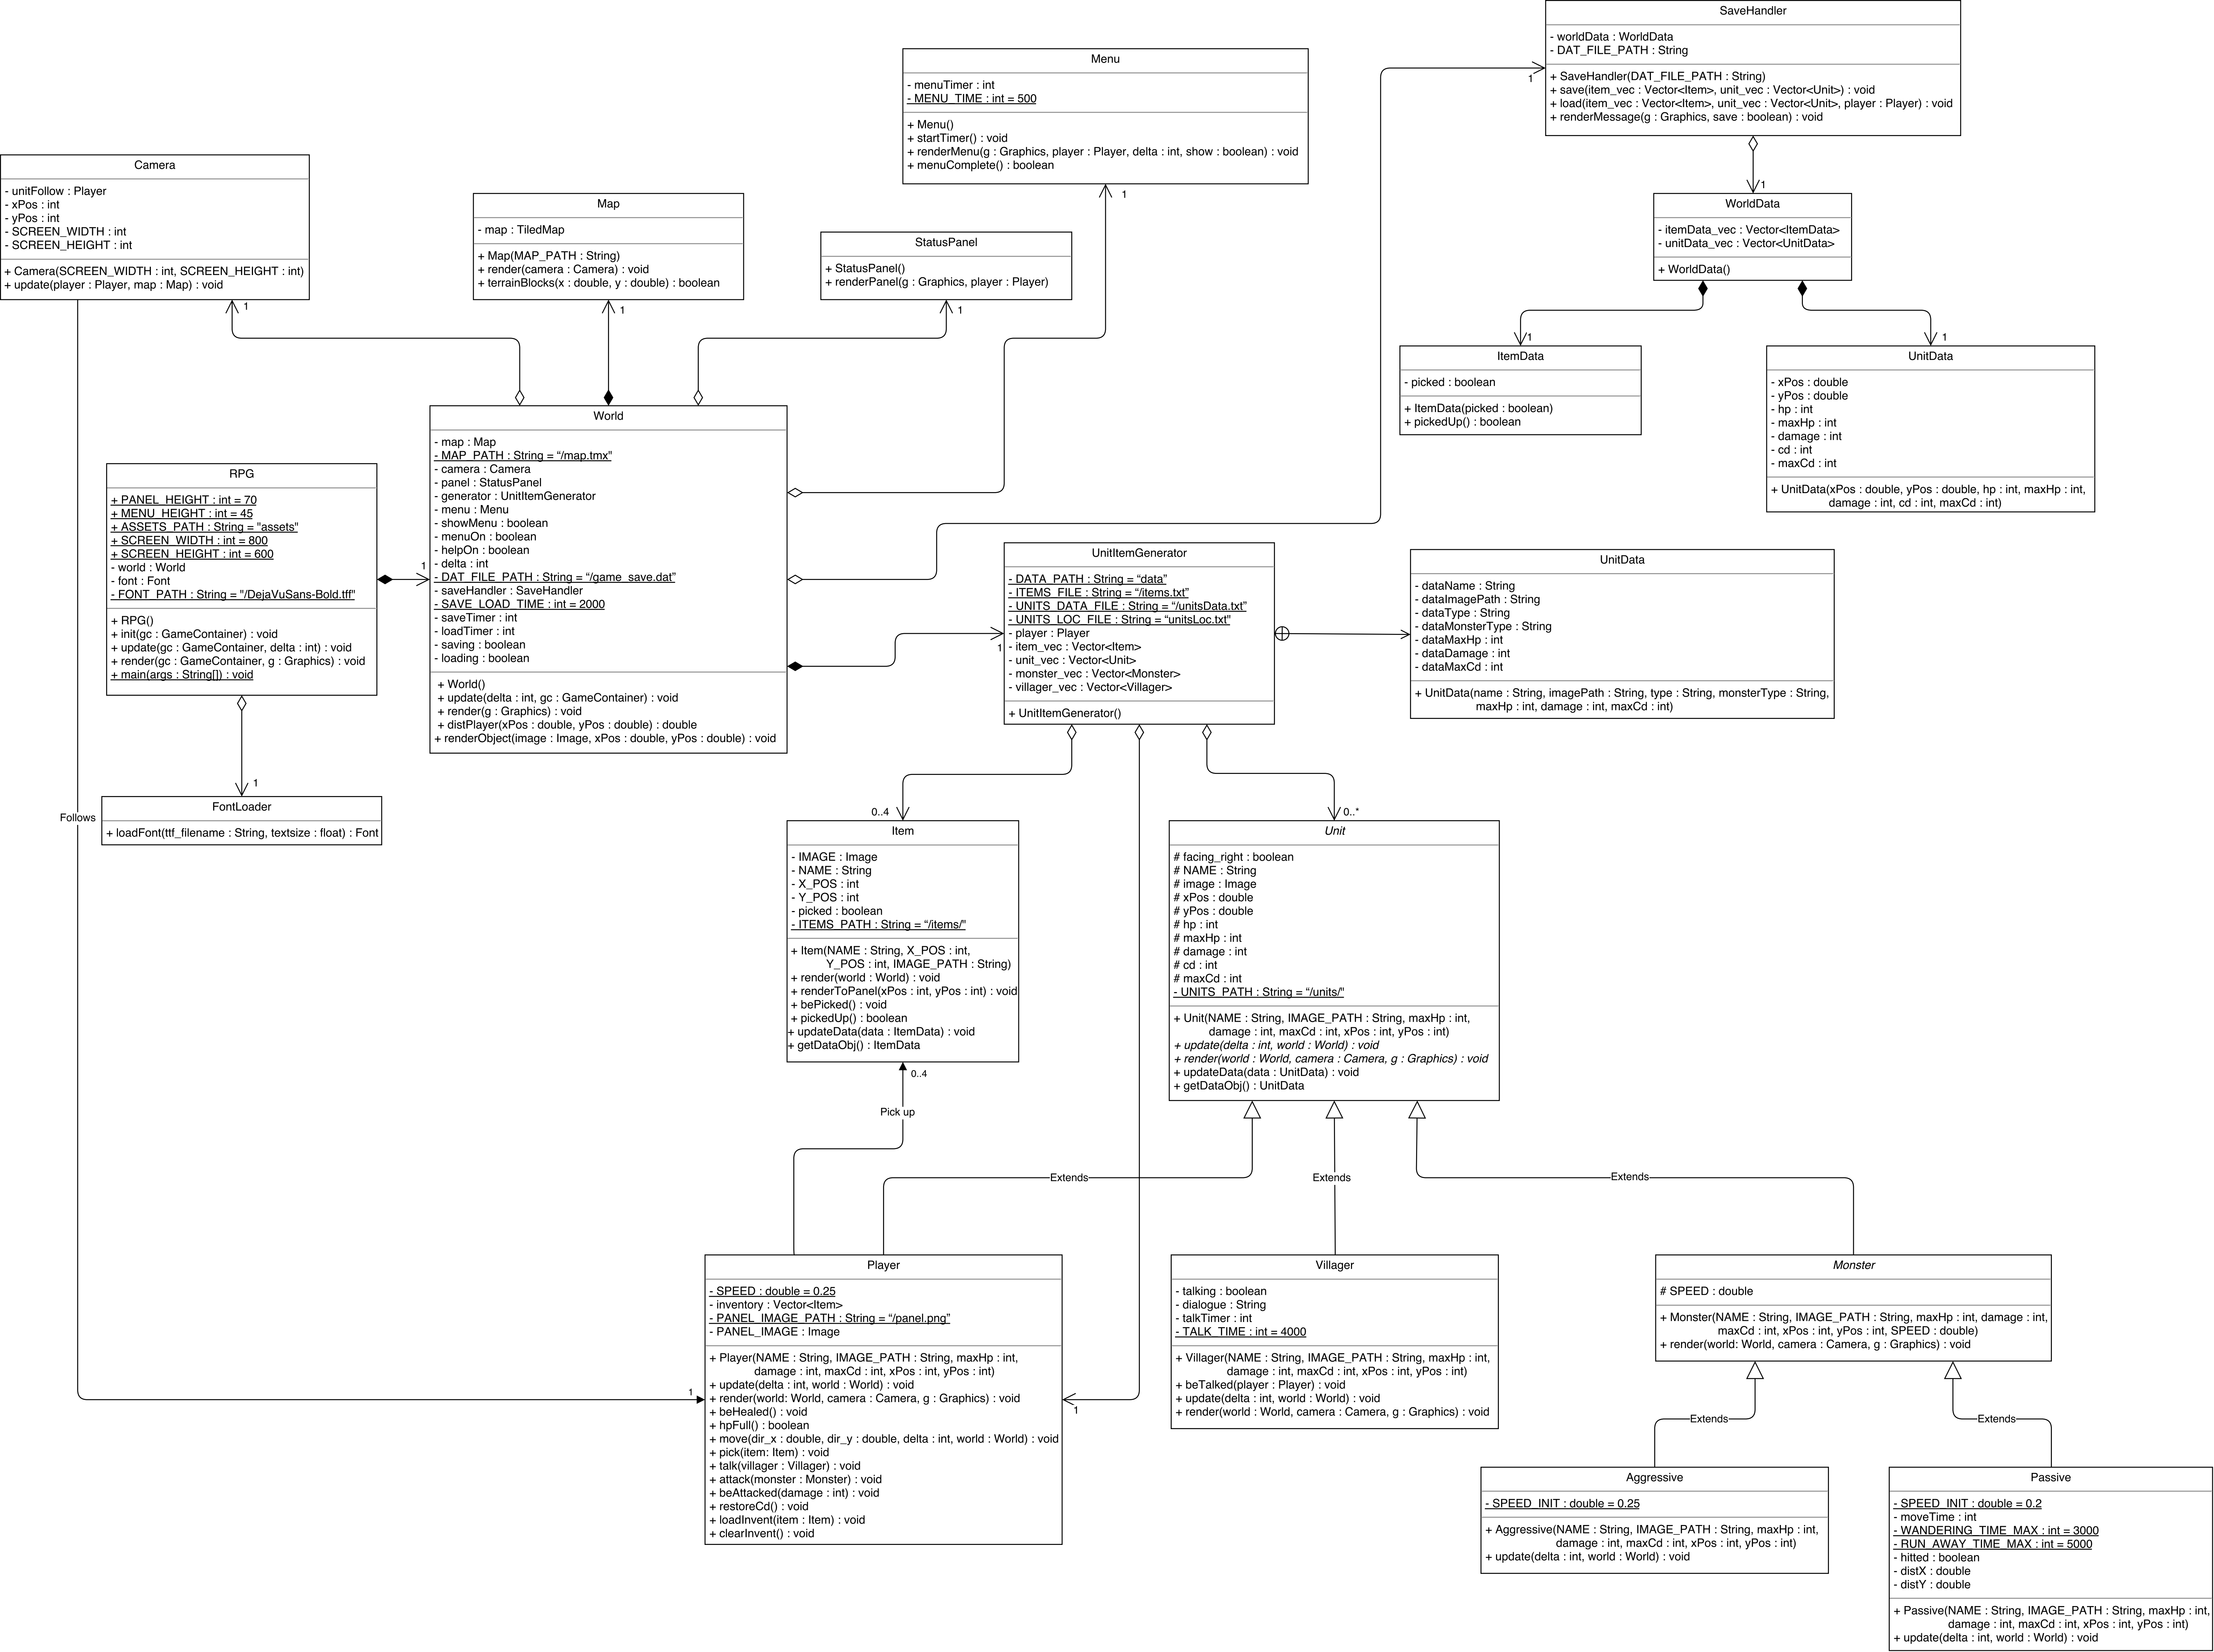 SaveHandler
- worldData : WorldData
- DAT_FILE_PATH : String
+ SaveHandler(DAT_FILE_PATH : String)
+ save(item_vec : Vector<Item>, unit_vec : Vector<Unit>) : void
+ load(item_vec : Vector<Item>, unit_vec : Vector<Unit>, player : Player) : void
+ renderMessage(g : Graphics, save : boolean) : void
1
1
Menu
- menuTimer : int
- MENU_TIME : int = 500
+ Menu()
+ startTimer() : void
+ renderMenu(g : Graphics, player : Player, delta : int, show : boolean) : void
+ menuComplete() : boolean
1
Camera
- unitFollow : Player
- xPos : int
- yPos : int
- SCREEN_WIDTH : int
- SCREEN_HEIGHT : int
+ Camera(SCREEN_WIDTH : int, SCREEN_HEIGHT : int)
+ update(player : Player, map : Map) : void
1
Map
- map : TiledMap
+ Map(MAP_PATH : String)
+ render(camera : Camera) : void
+ terrainBlocks(x : double, y : double) : boolean
1
StatusPanel
+ StatusPanel()
+ renderPanel(g : Graphics, player : Player)
1
WorldData
- itemData_vec : Vector<ItemData>
- unitData_vec : Vector<UnitData>
+ WorldData()
1
1
ItemData
- picked : boolean
+ ItemData(picked : boolean)
+ pickedUp() : boolean
UnitData
- xPos : double
- yPos : double
- hp : int
- maxHp : int
- damage : int
- cd : int
- maxCd : int
+ UnitData(xPos : double, yPos : double, hp : int, maxHp : int,
damage : int, cd : int, maxCd : int)
World
- map : Map
- MAP_PATH : String = “/map.tmx"
- camera : Camera
- panel : StatusPanel
- generator : UnitItemGenerator
- menu : Menu
- showMenu : boolean
- menuOn : boolean
- helpOn : boolean
- delta : int
- DAT_FILE_PATH : String = “/game_save.dat”
- saveHandler : SaveHandler
- SAVE_LOAD_TIME : int = 2000
- saveTimer : int
- loadTimer : int
- saving : boolean
- loading : boolean
+ World()
+ update(delta : int, gc : GameContainer) : void
+ render(g : Graphics) : void
+ distPlayer(xPos : double, yPos : double) : double
+ renderObject(image : Image, xPos : double, yPos : double) : void
RPG
+ PANEL_HEIGHT : int = 70
+ MENU_HEIGHT : int = 45
+ ASSETS_PATH : String = "assets"
+ SCREEN_WIDTH : int = 800
+ SCREEN_HEIGHT : int = 600
- world : World
- font : Font
- FONT_PATH : String = "/DejaVuSans-Bold.tff"
+ RPG()
+ init(gc : GameContainer) : void
+ update(gc : GameContainer, delta : int) : void
+ render(gc : GameContainer, g : Graphics) : void
+ main(args : String[]) : void
1
1
FontLoader
+ loadFont(ttf_filename : String, textsize : float) : Font
Follows
UnitItemGenerator
- DATA_PATH : String = “data”
- ITEMS_FILE : String = “/items.txt”
- UNITS_DATA_FILE : String = “/unitsData.txt”
- UNITS_LOC_FILE : String = “unitsLoc.txt”
- player : Player
- item_vec : Vector<Item>
- unit_vec : Vector<Unit>
- monster_vec : Vector<Monster>
- villager_vec : Vector<Villager>
+ UnitItemGenerator()
1
UnitData
- dataName : String
- dataImagePath : String
- dataType : String
- dataMonsterType : String
- dataMaxHp : int
- dataDamage : int
- dataMaxCd : int
+ UnitData(name : String, imagePath : String, type : String, monsterType : String,
maxHp : int, damage : int, maxCd : int)
0..4
0..*
Item
- IMAGE : Image
- NAME : String
- X_POS : int
- Y_POS : int
- picked : boolean
- ITEMS_PATH : String = “/items/"
+ Item(NAME : String, X_POS : int,
Y_POS : int, IMAGE_PATH : String)
+ render(world : World) : void
+ renderToPanel(xPos : int, yPos : int) : void
+ bePicked() : void
+ pickedUp() : boolean
+ updateData(data : ItemData) : void
+ getDataObj() : ItemData
0..4
Pick up
Unit
# facing_right : boolean
# NAME : String
# image : Image
# xPos : double
# yPos : double
# hp : int
# maxHp : int
# damage : int
# cd : int
# maxCd : int
- UNITS_PATH : String = “/units/"
+ Unit(NAME : String, IMAGE_PATH : String, maxHp : int,
damage : int, maxCd : int, xPos : int, yPos : int)
+ update(delta : int, world : World) : void
+ render(world : World, camera : Camera, g : Graphics) : void
+ updateData(data : UnitData) : void
+ getDataObj() : UnitData
Extends
Extends
Extends
Player
- SPEED : double = 0.25
- inventory : Vector<Item>
- PANEL_IMAGE_PATH : String = “/panel.png”
- PANEL_IMAGE : Image
+ Player(NAME : String, IMAGE_PATH : String, maxHp : int,
damage : int, maxCd : int, xPos : int, yPos : int)
+ update(delta : int, world : World) : void
+ render(world: World, camera : Camera, g : Graphics) : void
+ beHealed() : void
+ hpFull() : boolean
+ move(dir_x : double, dir_y : double, delta : int, world : World) : void
+ pick(item: Item) : void
+ talk(villager : Villager) : void
+ attack(monster : Monster) : void
+ beAttacked(damage : int) : void
+ restoreCd() : void
+ loadInvent(item : Item) : void
+ clearInvent() : void
1
1
Villager
- talking : boolean
- dialogue : String
- talkTimer : int
- TALK_TIME : int = 4000
+ Villager(NAME : String, IMAGE_PATH : String, maxHp : int,
damage : int, maxCd : int, xPos : int, yPos : int)
+ beTalked(player : Player) : void
+ update(delta : int, world : World) : void
+ render(world : World, camera : Camera, g : Graphics) : void
Monster
# SPEED : double
+ Monster(NAME : String, IMAGE_PATH : String, maxHp : int, damage : int,
maxCd : int, xPos : int, yPos : int, SPEED : double)
+ render(world: World, camera : Camera, g : Graphics) : void
Extends
Extends
Aggressive
- SPEED_INIT : double = 0.25
+ Aggressive(NAME : String, IMAGE_PATH : String, maxHp : int,
damage : int, maxCd : int, xPos : int, yPos : int)
+ update(delta : int, world : World) : void
Passive
- SPEED_INIT : double = 0.2
- moveTime : int
- WANDERING_TIME_MAX : int = 3000
- RUN_AWAY_TIME_MAX : int = 5000
- hitted : boolean
- distX : double
- distY : double
+ Passive(NAME : String, IMAGE_PATH : String, maxHp : int,
damage : int, maxCd : int, xPos : int, yPos : int)
+ update(delta : int, world : World) : void